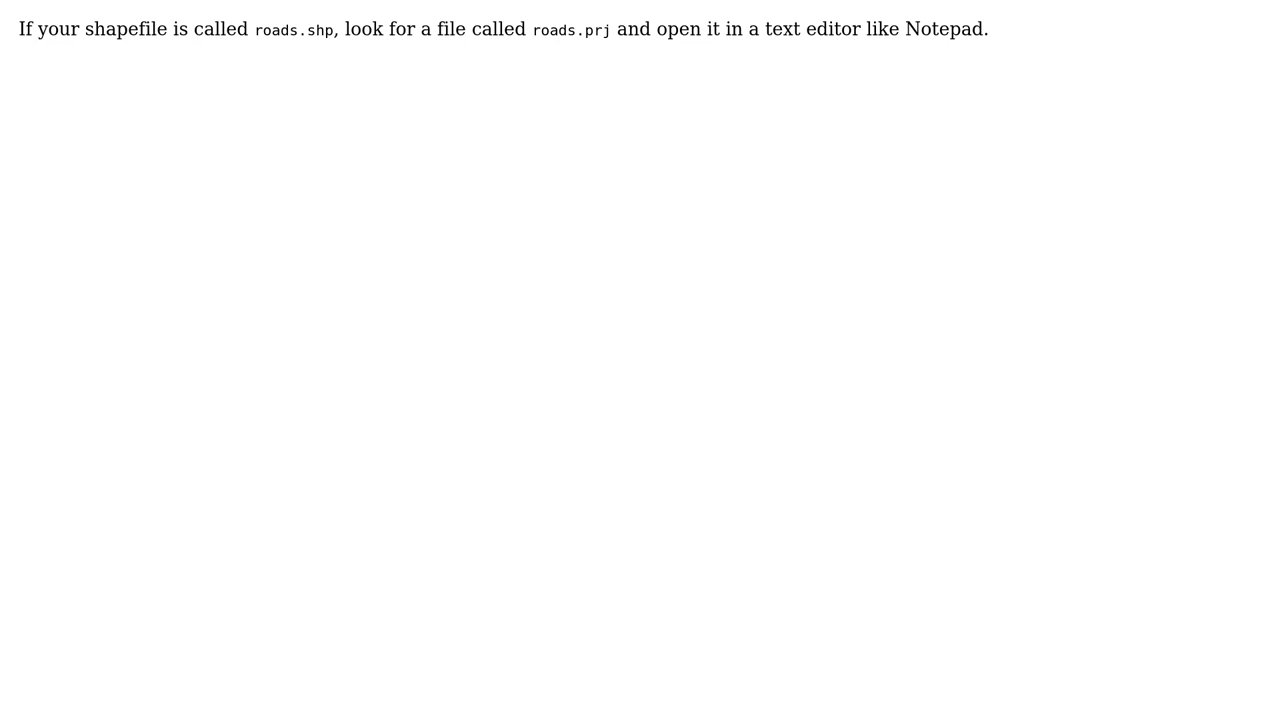 If your shapefile is called roads.shp, look for a file called roads.prj and open it in a text editor like Notepad.